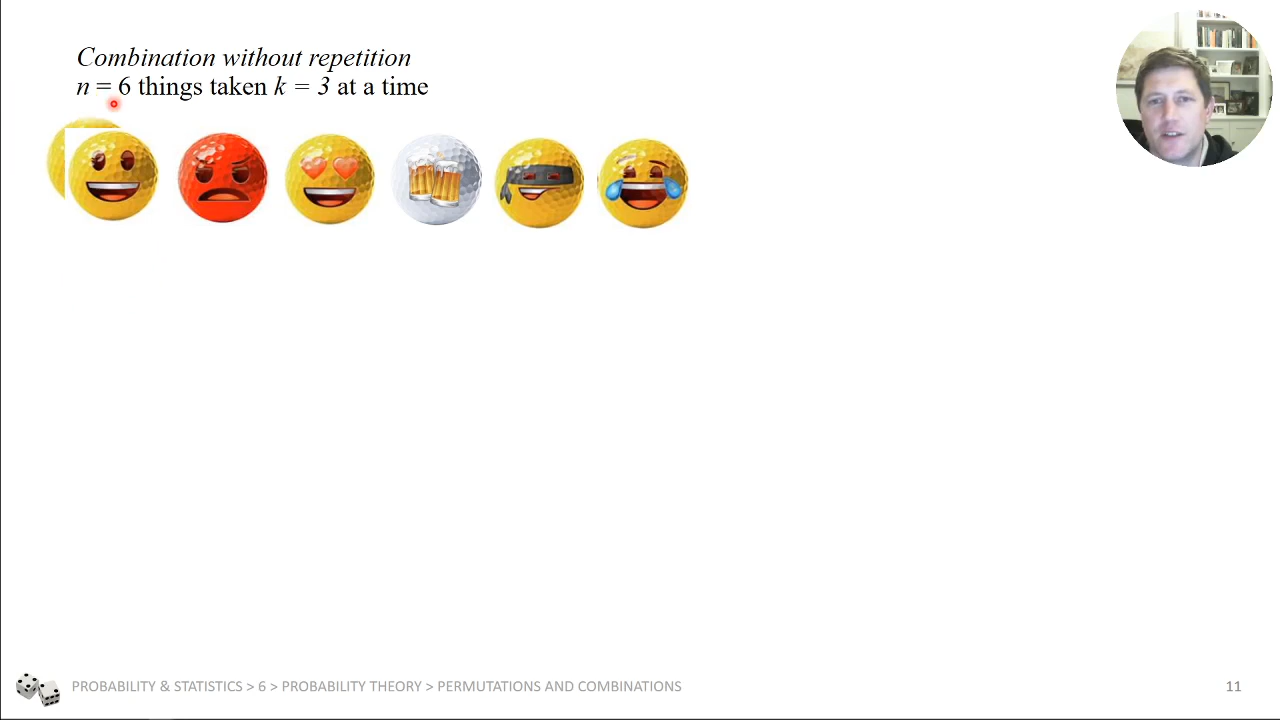 Combination without repetition
n = 6 things taken k = 3 at a time
PROBABILITY & STATISTICS > 6 > PROBABILITY THEORY > PERMUTATIONS AND COMBINATIONS
11